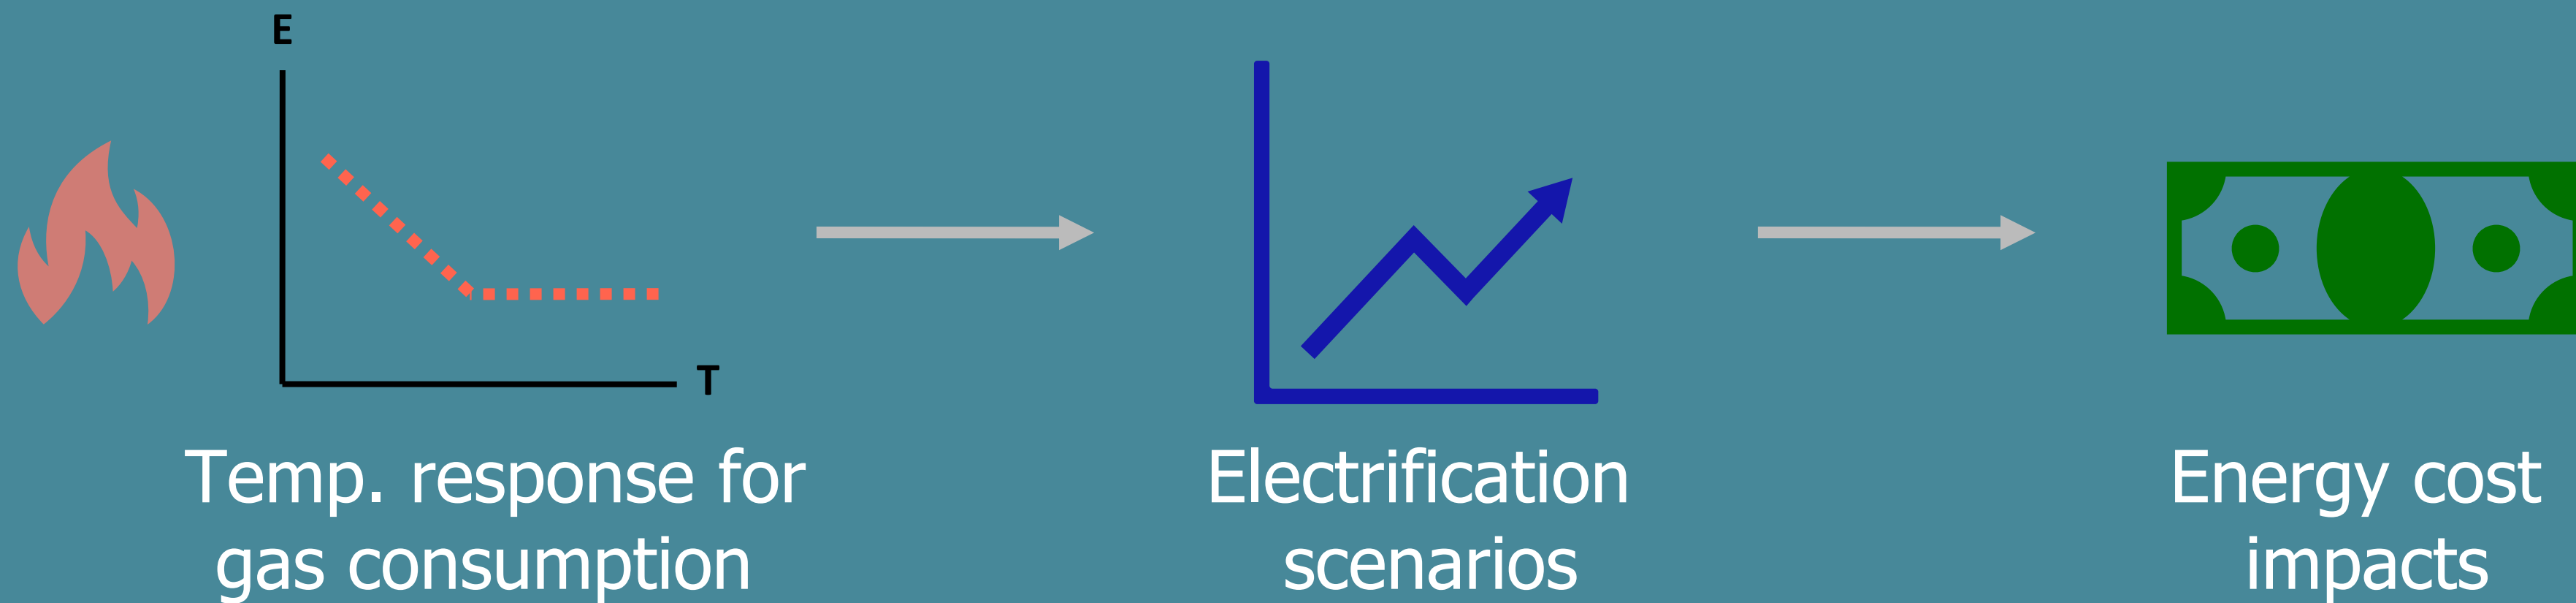 E
T
Temp. response for
gas consumption
Electrification
scenarios
Energy cost
impacts